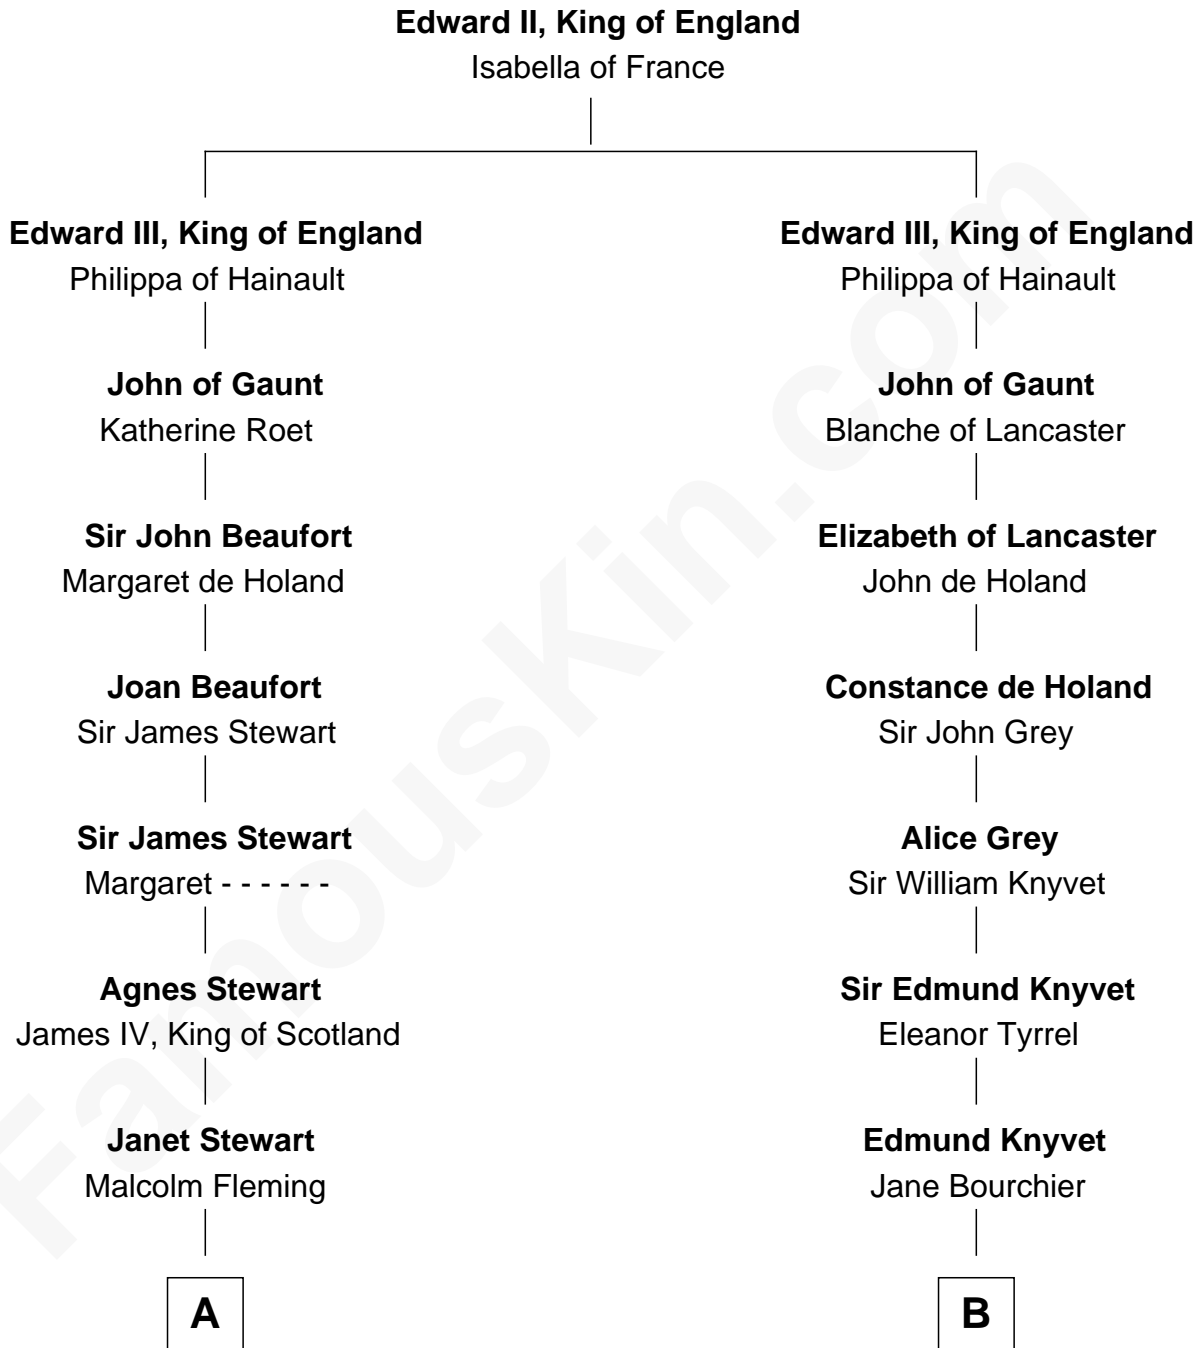 Edward II, King of England
Isabella of France
Edward III, King of England
Philippa of Hainault
John of Gaunt
Katherine Roet
Sir John Beaufort
Margaret de Holand
Joan Beaufort
Sir James Stewart
Sir James Stewart
Margaret - - - - - -
Agnes Stewart
James IV, King of Scotland
Janet Stewart
Malcolm Fleming
A
Edward III, King of England
Philippa of Hainault
John of Gaunt
Blanche of Lancaster
Elizabeth of Lancaster
John de Holand
Constance de Holand
Sir John Grey
Alice Grey
Sir William Knyvet
Sir Edmund Knyvet
Eleanor Tyrrel
Edmund Knyvet
Jane Bourchier
B
FamousKin.com